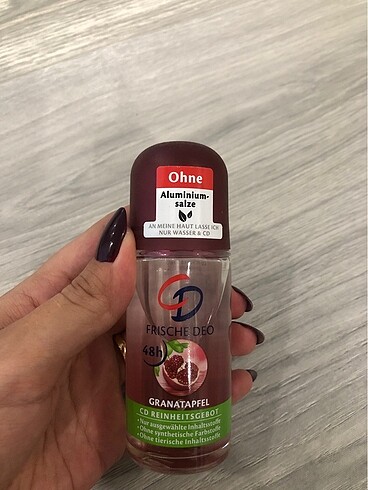 Ohne
Aluminium-
salze
AN MEINE HAUT LASSE ICH
NUR WASSER & CD
CD
FRISCHE DEO
48h
GRANATAPFEL
CD REINHEITSGEBOT
• Nur ausgewählte Inhaltsstoffe
• Ohne synthetische Farbstoffe
• Ohne tierische Inhaltsstoffe